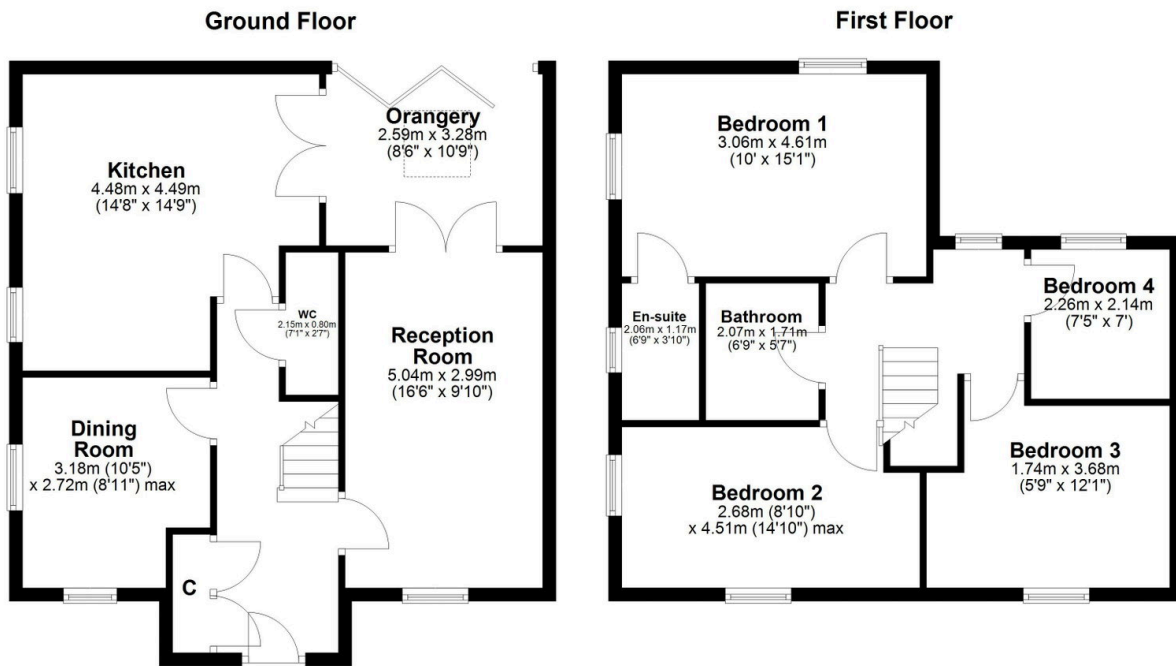 Ground Floor
Kitchen
4.48m x 4.49m
(14'8" x 14'9")
Orangery
2.59m x 3.28m
(8'6" x 10'9")
WC
2.15m x 0.80m
(7'1" x 2'7")
Reception
Room
5.04m x 2.99m
(16'6" x 9'10")
Dining
Room
3.18m (10'5")
x 2.72m (8'11") max
C
First Floor
Bedroom 1
3.06m x 4.61m
(10' x 15'1")
En-suite
2.06m x 1.17m
(6'9" x 3'10")
Bathroom
2.07m x 1.71m
(6'9" x 5'7")
Bedroom 4
2.26m x 2.14m
(7'5" x 7')
Bedroom 2
2.68m (8'10")
x 4.51m (14'10") max
Bedroom 3
1.74m x 3.68m
(5'9" x 12'1")